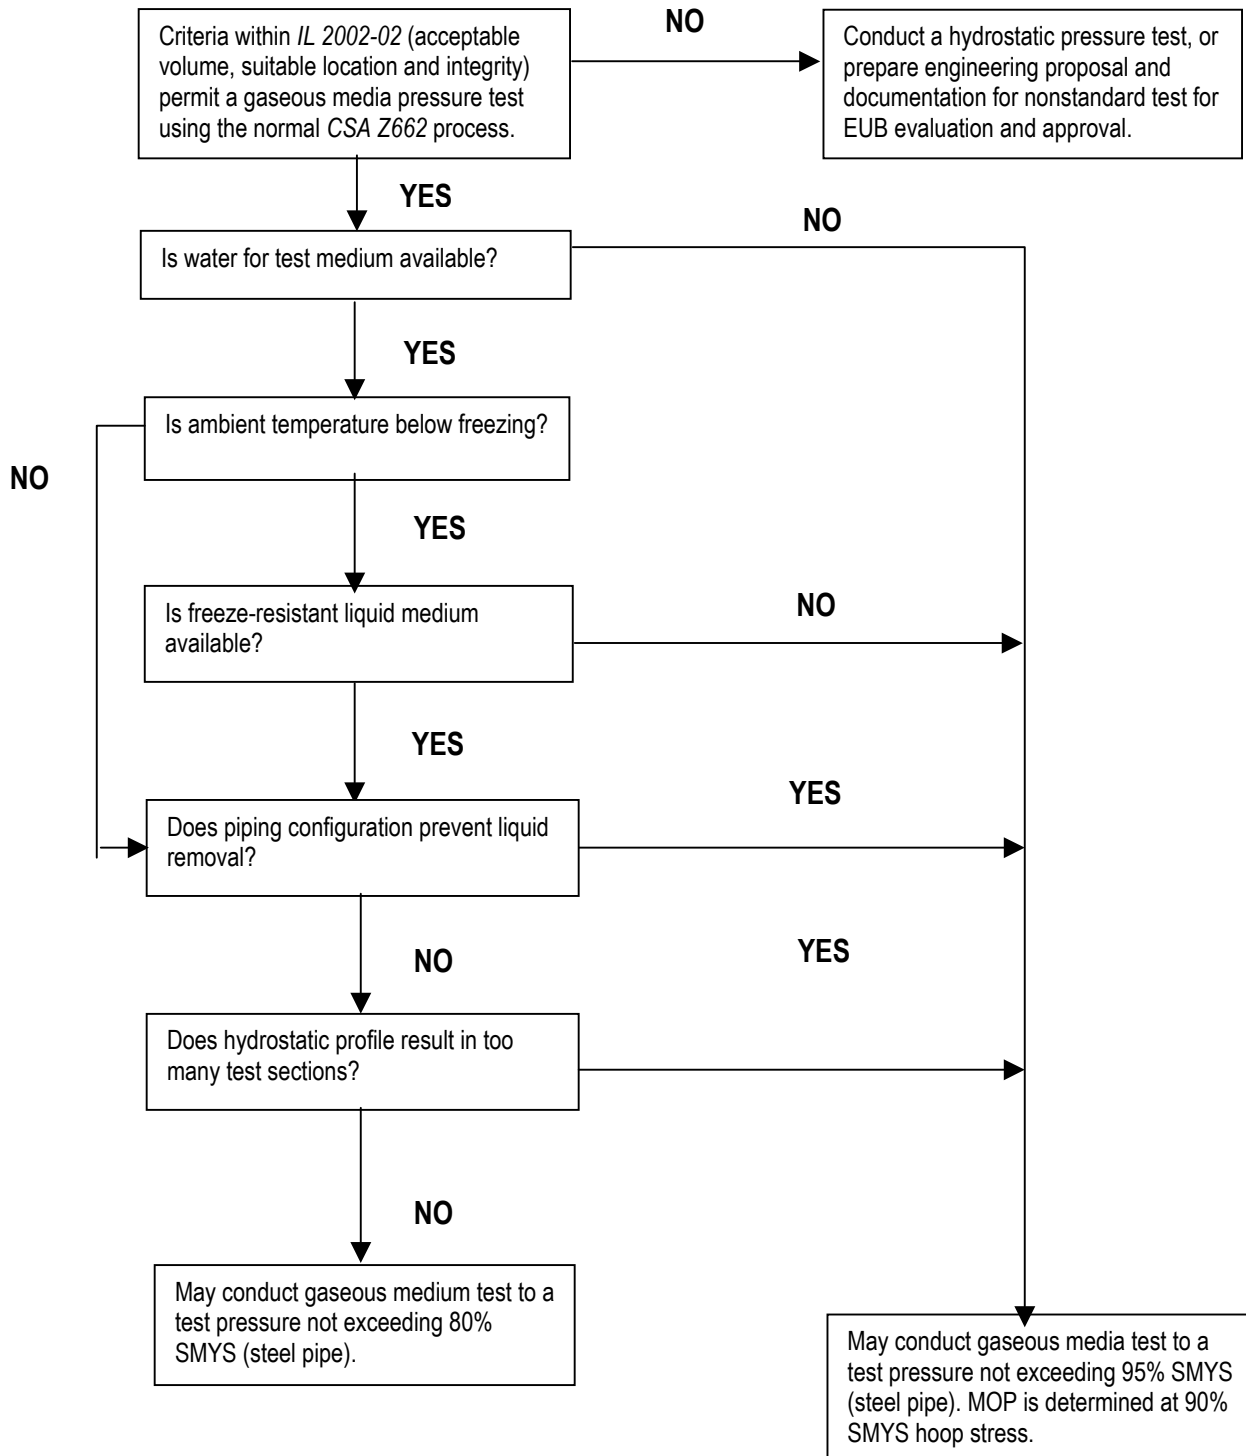 Criteria within IL 2002-02 (acceptable
volume, suitable location and integrity)
permit a gaseous media pressure test
using the normal CSA Z662 process.
NO
Conduct a hydrostatic pressure test, or
prepare engineering proposal and
documentation for nonstandard test for
EUB evaluation and approval.
YES
NO
Is water for test medium available?
YES
Is ambient temperature below freezing?
NO
YES
Is freeze-resistant liquid medium
available?
NO
YES
YES
Does piping configuration prevent liquid
removal?
NO
YES
Does hydrostatic profile result in too
many test sections?
NO
May conduct gaseous medium test to a
test pressure not exceeding 80%
SMYS (steel pipe).
May conduct gaseous media test to a
test pressure not exceeding 95% SMYS
(steel pipe). MOP is determined at 90%
SMYS hoop stress.